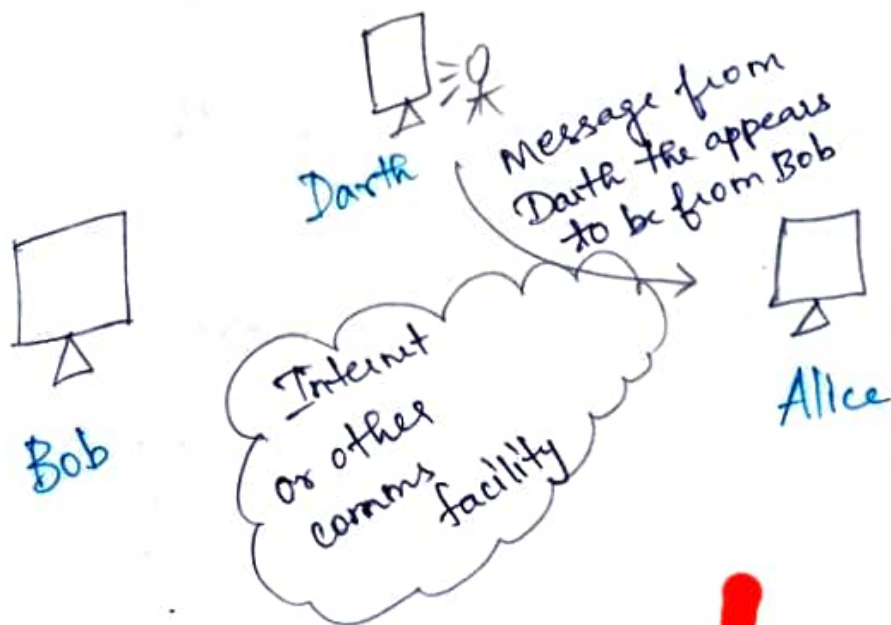 Message from
Darth the appears
to be from Bob
Darth
Bob
Alice
Internet
or other
comms
facility